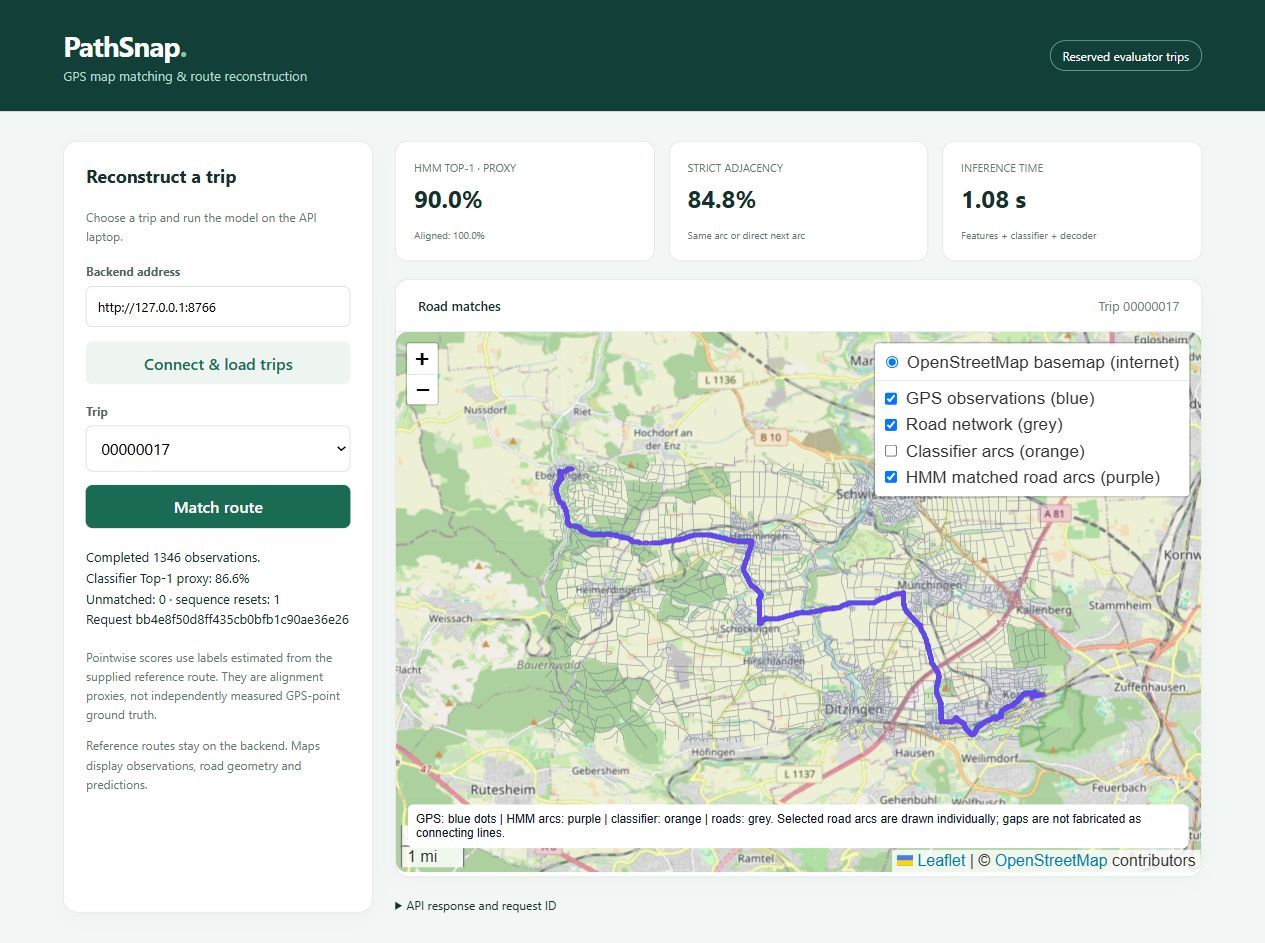 PathSnap.
GPS map matching & route reconstruction
Reserved evaluator trips
Reconstruct a trip
Choose a trip and run the model on the API
laptop.
Backend address
http://127.0.0.1:8766
Connect & load trips
Trip
00000017
Match route
Completed 1346 observations.
Classifier Top-1 proxy: 86.6%
Unmatched: 0 · sequence resets: 1
Request bb4e8f50d8ff435cb0bfb1c90ae36e26
Pointwise scores use labels estimated from the
supplied reference route. They are alignment
proxies, not independently measured GPS-point
ground truth.
Reference routes stay on the backend. Maps
display observations, road geometry and
predictions.
HMM TOP-1 · PROXY
90.0%
Aligned: 100.0%
STRICT ADJACENCY
84.8%
Same arc or direct next arc
INFERENCE TIME
1.08 s
Features + classifier + decoder
Road matches
Trip 00000017
+
−
OpenStreetMap basemap (internet)
GPS observations (blue)
Road network (grey)
Classifier arcs (orange)
HMM matched road arcs (purple)
L 1136
Nussdorf
Riet
Hochdorf an
der Enz
B 10
A 81
Heimerdingen
Münchingen
Kallenberg
Stammheim
Weissach
Schöckingen
Bauernwald
Hirschlanden
Zuffenhausen
Ditzingen
Höfingen
Hausen
Weilimdorf
Gebersheim
L 1137
Rutesheim
Feuerbach
Ramtel
GPS: blue dots | HMM arcs: purple | classifier: orange | roads: grey. Selected road arcs are drawn individually; gaps are not fabricated as
connecting lines.
1 mi
Leaflet | © OpenStreetMap contributors
API response and request ID